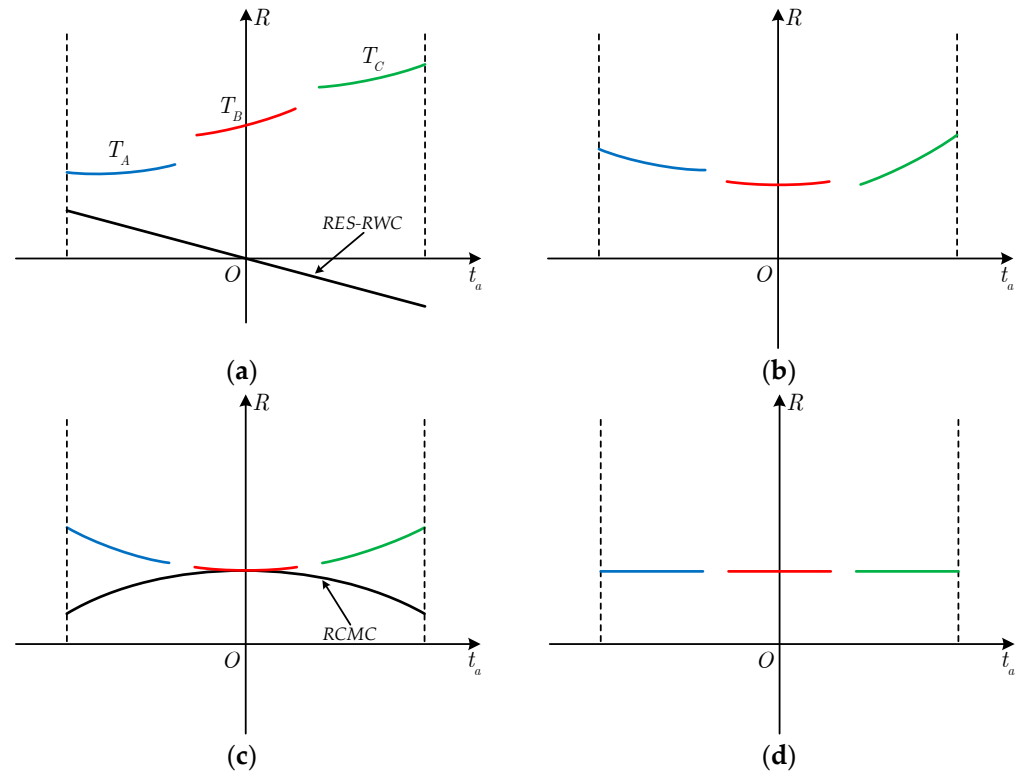 R
T_C
T_B
T_A
RES-RWC
O
t_a
(a)
R
O
t_a
(b)
R
RCMC
O
t_a
(c)
R
O
t_a
(d)